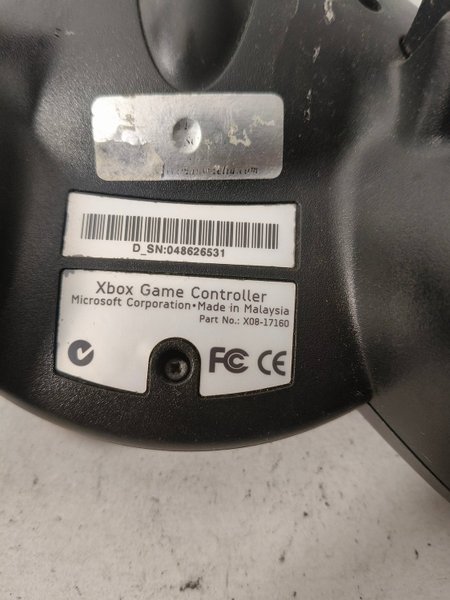 D_SN:048626531
Xbox Game Controller
Microsoft Corporation•Made in Malaysia
Part No.: X08-17160
FC CE